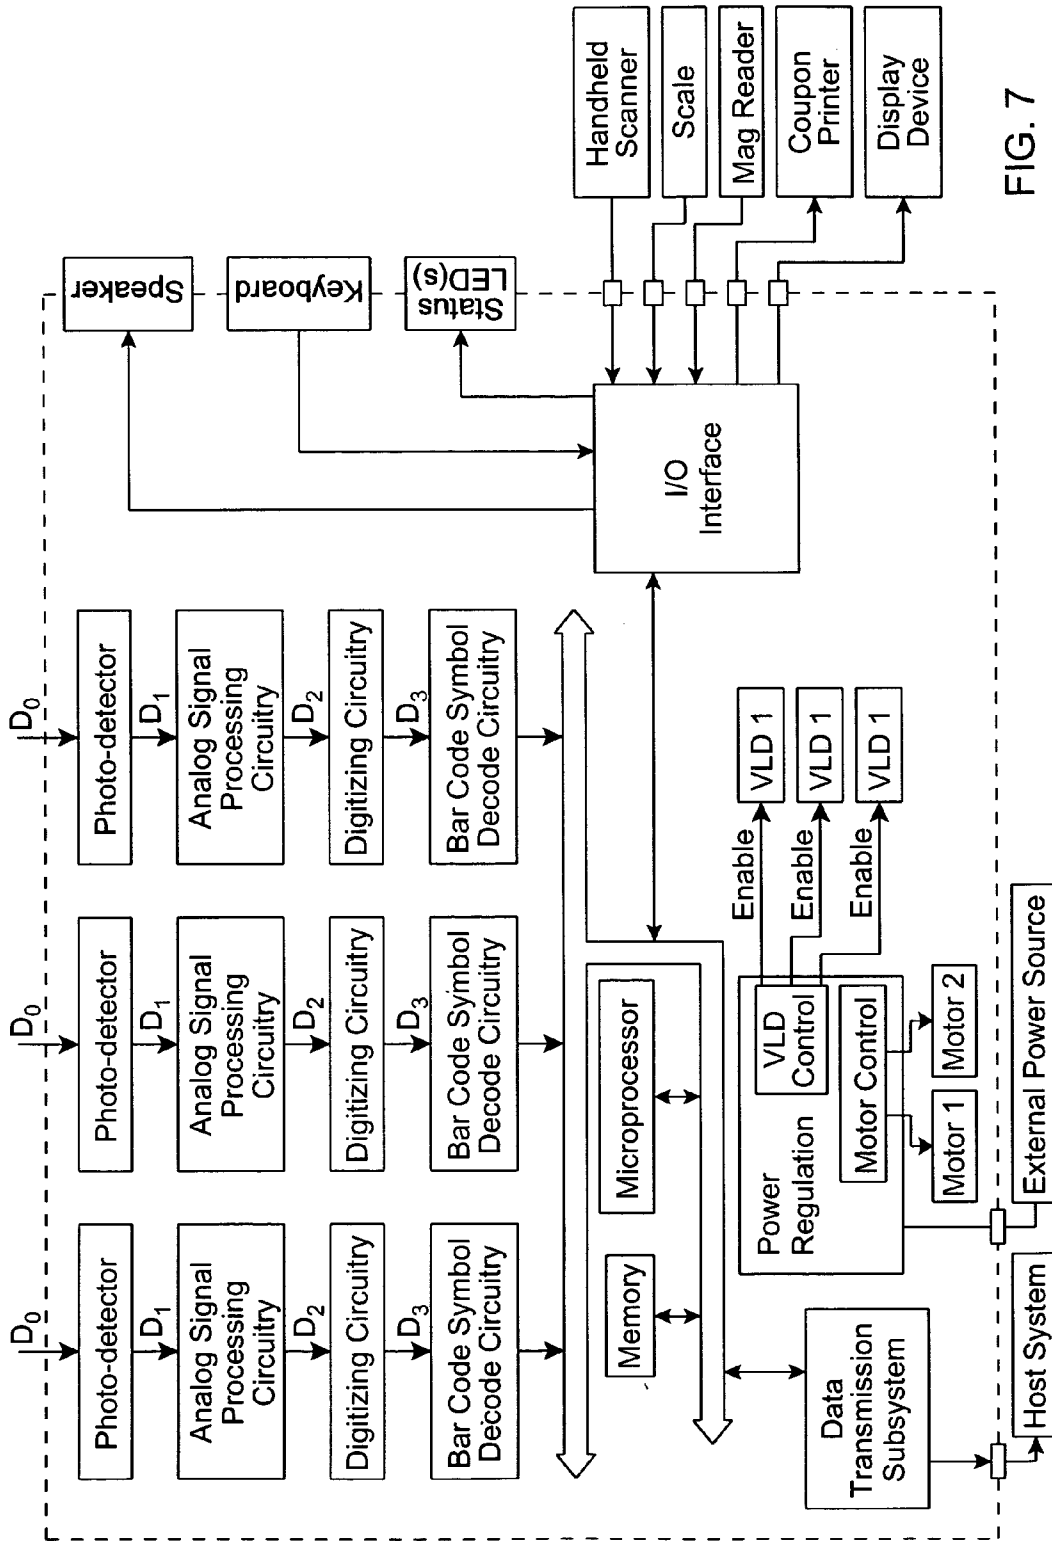 D0
D0
D0
Photo-detector
Photo-detector
Photo-detector
D1
D1
D1
Analog Signal
Processing
Circuitry
Analog Signal
Processing
Circuitry
Analog Signal
Processing
Circuitry
D2
D2
D2
Digitizing Circuitry
Digitizing Circuitry
Digitizing Circuitry
D3
D3
D3
Bar Code Symbol
Decode Circuitry
Bar Code Symbol
Decode Circuitry
Bar Code Symbol
Decode Circuitry
Speaker
Keyboard
Status
LED(s)
Memory
Microprocessor
I/O
Interface
Handheld
Scanner
Scale
Mag Reader
Coupon
Printer
Display
Device
Data
Transmission
Subsystem
Power
Regulation
VLD
Control
Motor Control
Enable
VLD 1
Enable
VLD 1
Enable
VLD 1
Motor 1
Motor 2
Host System
External Power Source
FIG. 7